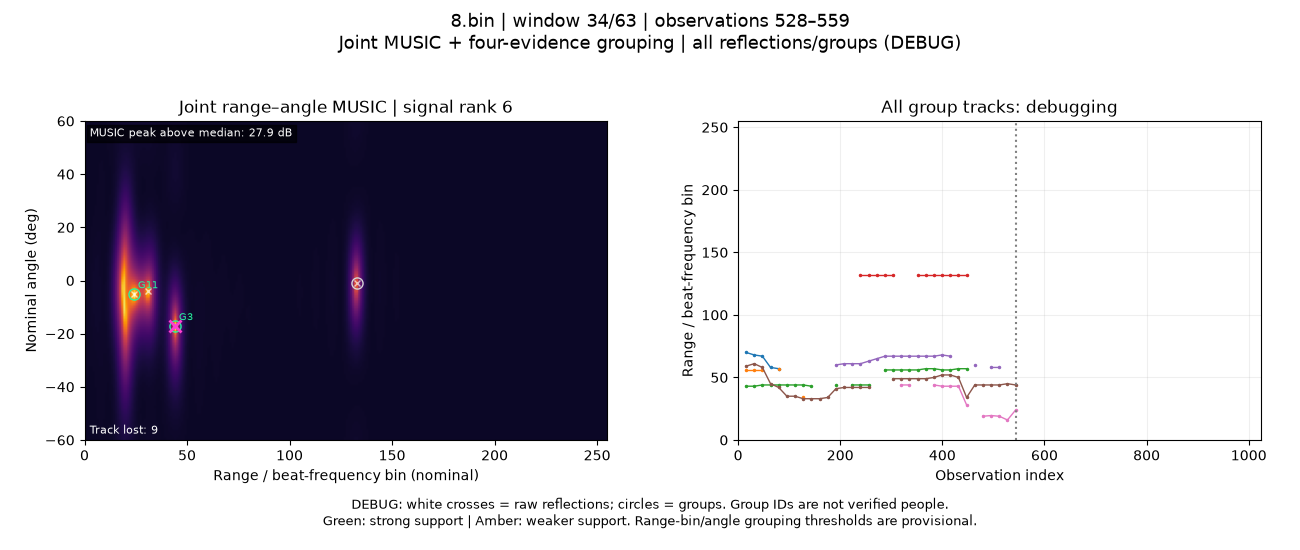 8.bin | window 34/63 | observations 528–559
Joint MUSIC + four-evidence grouping | all reflections/groups (DEBUG)
Joint range–angle MUSIC | signal rank 6
MUSIC peak above median: 27.9 dB
60
40
20
0
−20
−40
−60
Nominal angle (deg)
G11
G3
Track lost: 9
0 50 100 150 200 250
Range / beat-frequency bin (nominal)
All group tracks: debugging
250
200
150
100
50
0
Range / beat-frequency bin
0 200 400 600 800 1000
Observation index
DEBUG: white crosses = raw reflections; circles = groups. Group IDs are not verified people.
Green: strong support | Amber: weaker support. Range-bin/angle grouping thresholds are provisional.